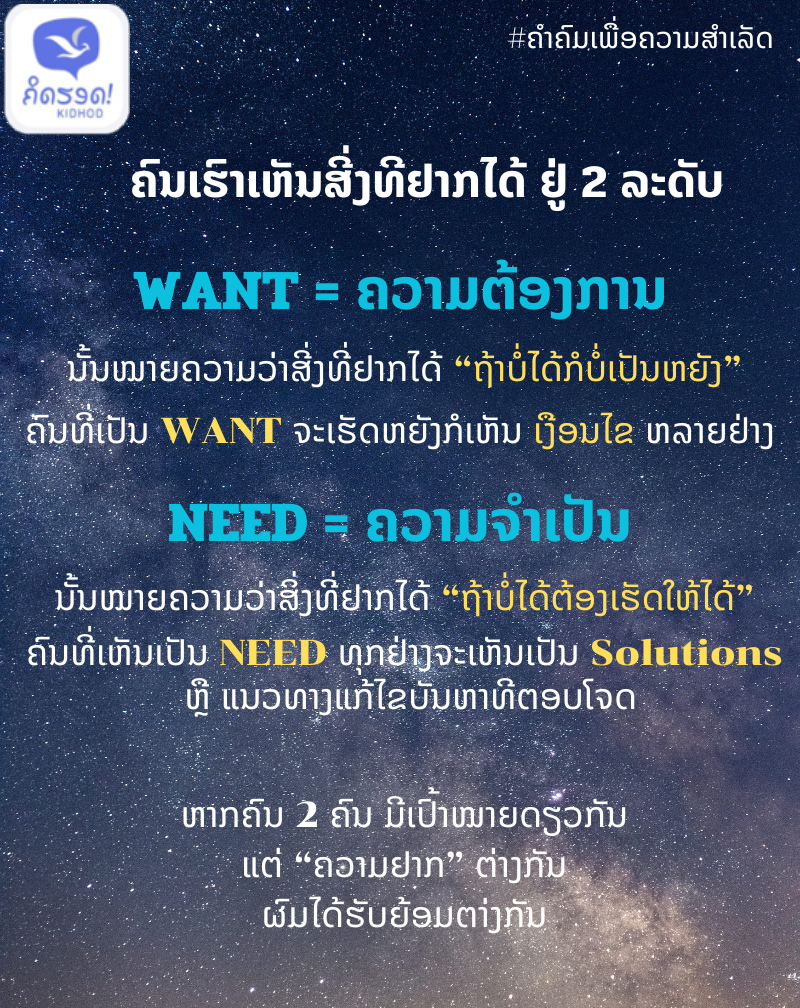 #ຄຳຄົມເພື່ອຄວາມສຳເລັດ
ຄິດຮອດ!
KIDHOD
ຄົນເຮົາເຫັນສິ່ງທີຢາກໄດ້ ຢູ່ 2 ລະດັບ
WANT = ຄວາມຕ້ອງການ
ນັ້ນໝາຍຄວາມວ່າສິ່ງທີ່ຢາກໄດ້ “ຖ້າບໍ່ໄດ້ກໍບໍ່ເປັນຫຍັງ”
ຄົນທີ່ເປັນ WANT ຈະເຮັດຫຍັງກໍເຫັນ ເງືອນໄຂ ຫລາຍຢ່າງ
NEED = ຄວາມຈຳເປັນ
ນັ້ນໝາຍຄວາມວ່າສິ່ງທີ່ຢາກໄດ້ “ຖ້າບໍ່ໄດ້ຕ້ອງເຮັດໃຫ້ໄດ້”
ຄົນທີ່ເຫັນເປັນ NEED ທຸກຢ່າງຈະເຫັນເປັນ Solutions
ຫຼື ແນວທາງແກ້ໄຂບັນຫາທີຕອບໂຈດ
ຫາກຄົນ 2 ຄົນ ມີເປົ້າໝາຍດຽວກັນ
ແຕ່ “ຄວາມຢາກ” ຕ່າງກັນ
ຜົມໄດ້ຮັບຍ້ອມຕາ່ງກັນ